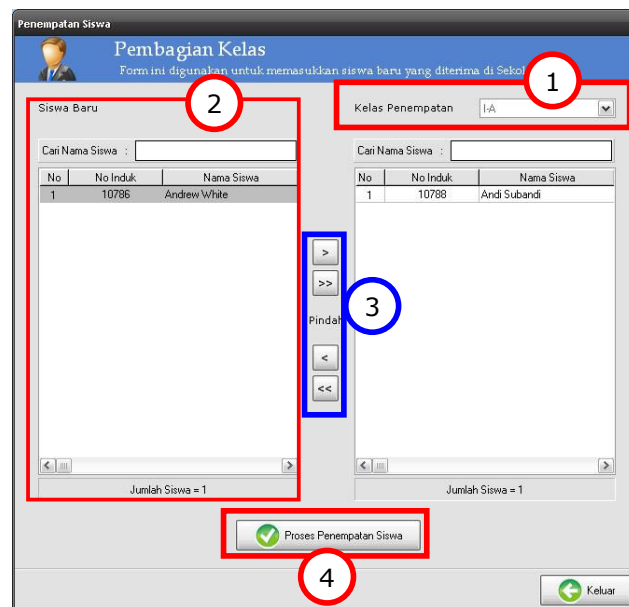 Penempatan Siswa
Pembagian Kelas
Form ini digunakan untuk memasukkan siswa baru yang diterima di Sekol
1
2
Siswa Baru
Kelas Penempatan I-A
Cari Nama Siswa :
No No Induk Nama Siswa
1 10786 Andrew White
Cari Nama Siswa :
No No Induk Nama Siswa
1 10788 Andi Subandi
>
>>
3
Pindah
<
<<
Jumlah Siswa = 1
Jumlah Siswa = 1
Proses Penempatan Siswa
4
Keluar